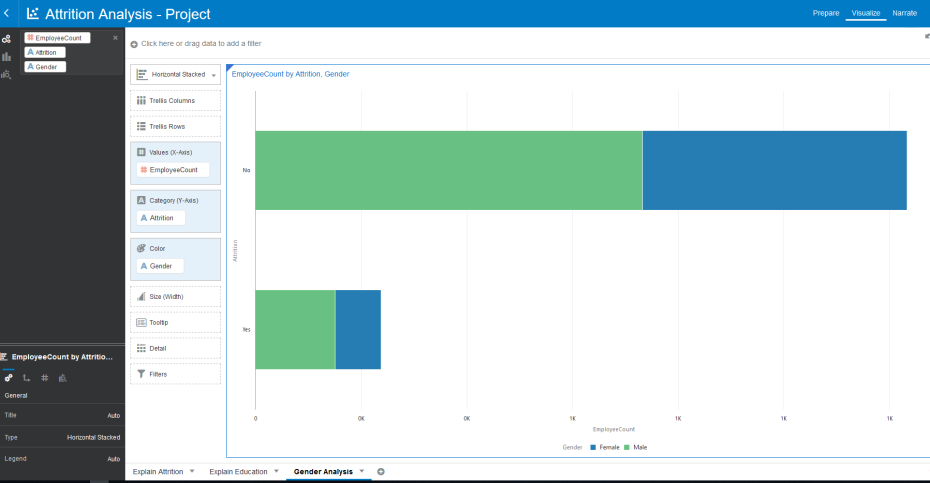 Attrition Analysis - Project
Prepare Visualize Narrate
# EmployeeCount ×
A Attrition
A Gender
Click here or drag data to add a filter
Horizontal Stacked
Trellis Columns
Trellis Rows
# Values (X-Axis)
# EmployeeCount
A Category (Y-Axis)
A Attrition
Color
A Gender
Size (Width)
Tooltip
Detail
Filters
EmployeeCount by Attrition, Gender
No
Attrition
Yes
0 0K 0K 1K 1K 1K 1K
EmployeeCount
Gender Female Male
EmployeeCount by Attritio...
General
Title Auto
Type Horizontal Stacked
Legend Auto
Explain Attrition Explain Education Gender Analysis